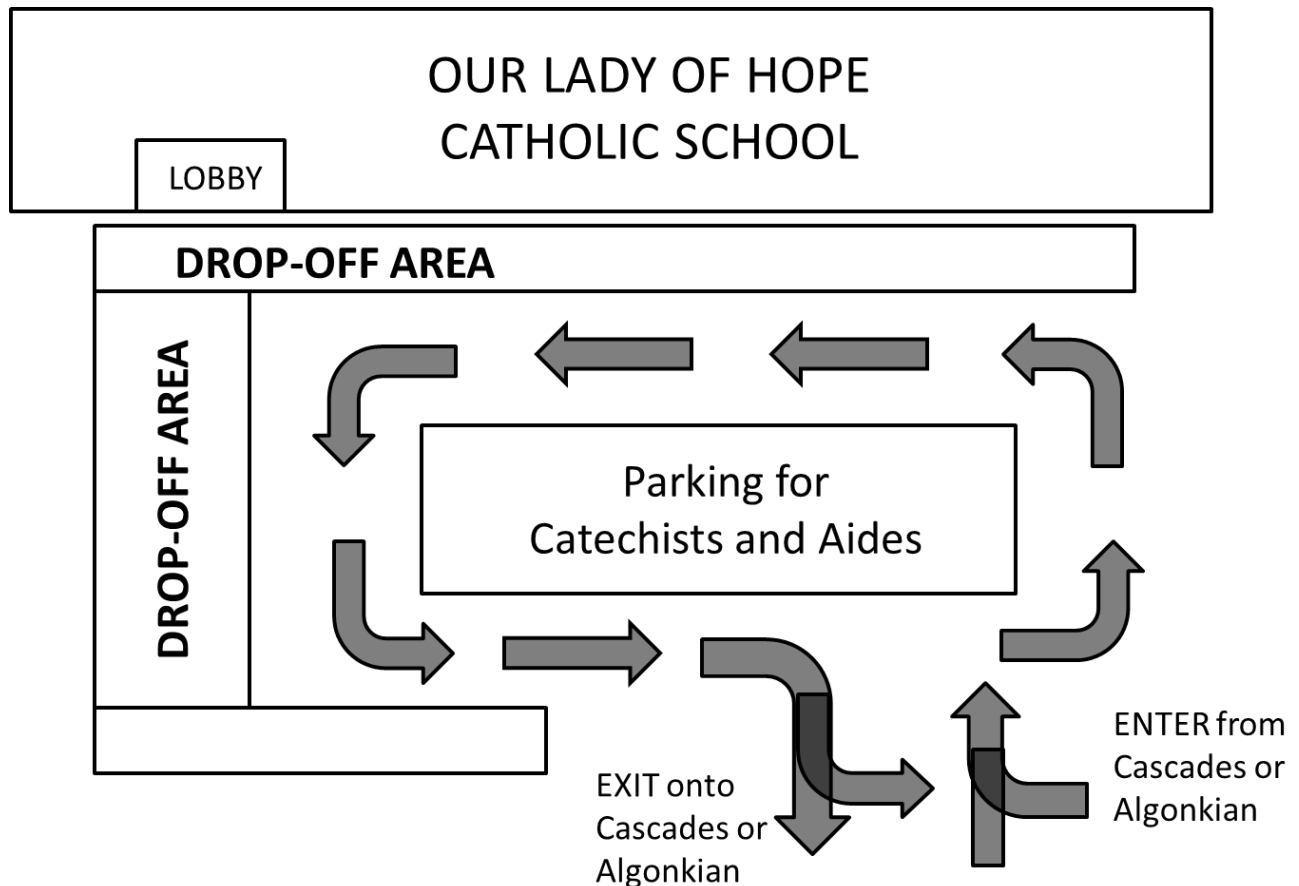 OUR LADY OF HOPE
CATHOLIC SCHOOL
LOBBY
DROP-OFF AREA
DROP-OFF AREA
Parking for
Catechists and Aides
EXIT onto
Cascades or
Algonkian
ENTER from
Cascades or
Algonkian